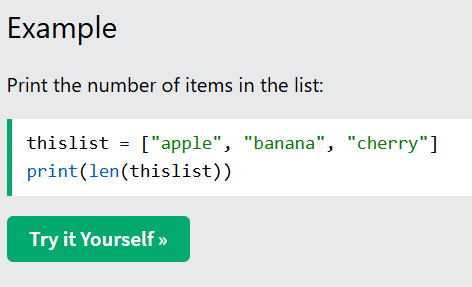 Example
Print the number of items in the list:
thislist = ["apple", "banana", "cherry"]
print(len(thislist))
Try it Yourself »